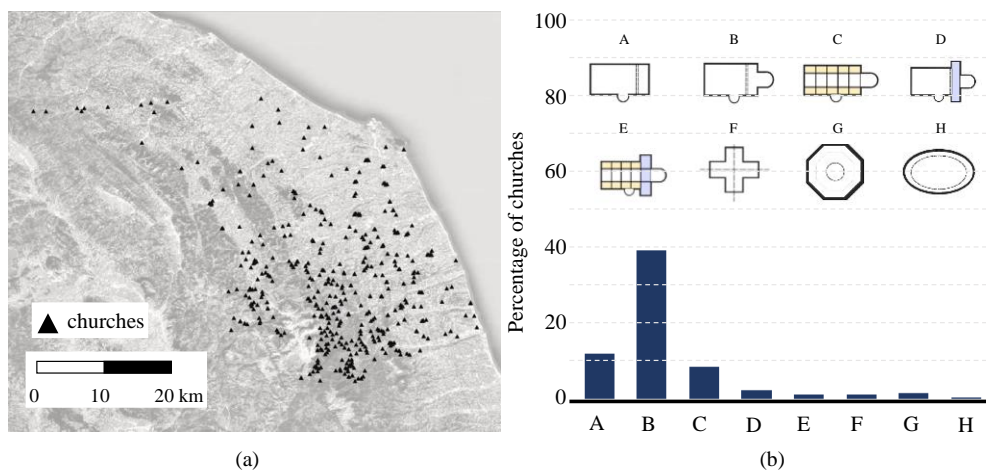 churches
0 10 20 km
(a)
Percentage of churches
100
80
60
40
20
0
A B C D
E F G H
A B C D E F G H
(b)